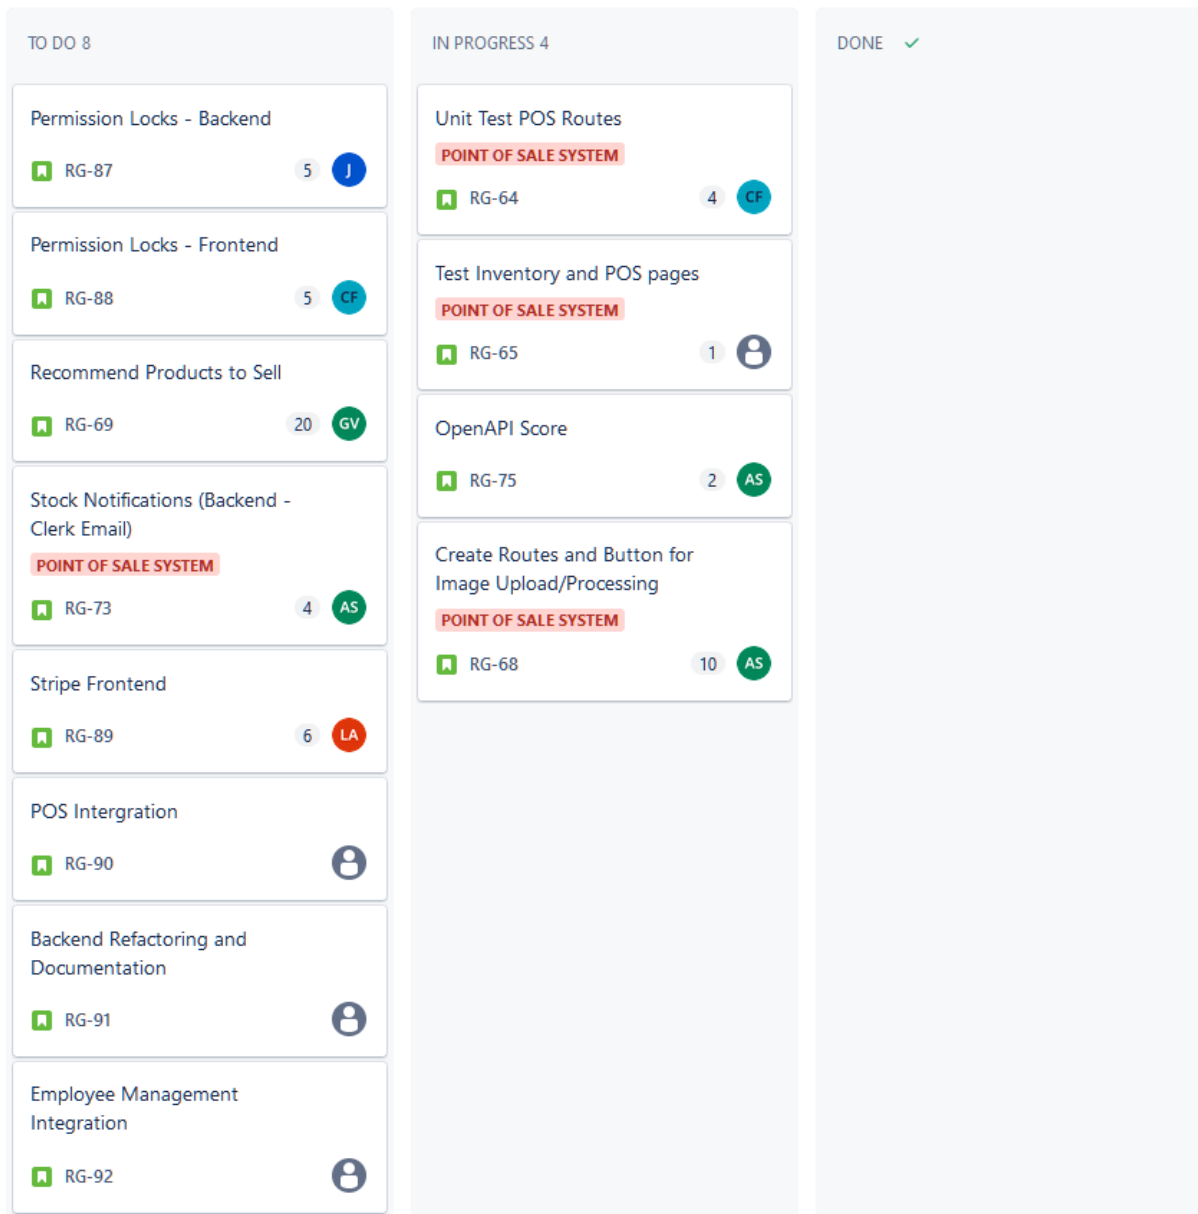 TO DO 8
Permission Locks - Backend
RG-87 5 J
Permission Locks - Frontend
RG-88 5 CF
Recommend Products to Sell
RG-69 20 GV
Stock Notifications (Backend -
Clerk Email)
POINT OF SALE SYSTEM
RG-73 4 AS
Stripe Frontend
RG-89 6 LA
POS Intergration
RG-90
Backend Refactoring and
Documentation
RG-91
Employee Management
Integration
RG-92
IN PROGRESS 4
Unit Test POS Routes
POINT OF SALE SYSTEM
RG-64 4 CF
Test Inventory and POS pages
POINT OF SALE SYSTEM
RG-65 1
OpenAPI Score
RG-75 2 AS
Create Routes and Button for
Image Upload/Processing
POINT OF SALE SYSTEM
RG-68 10 AS
DONE